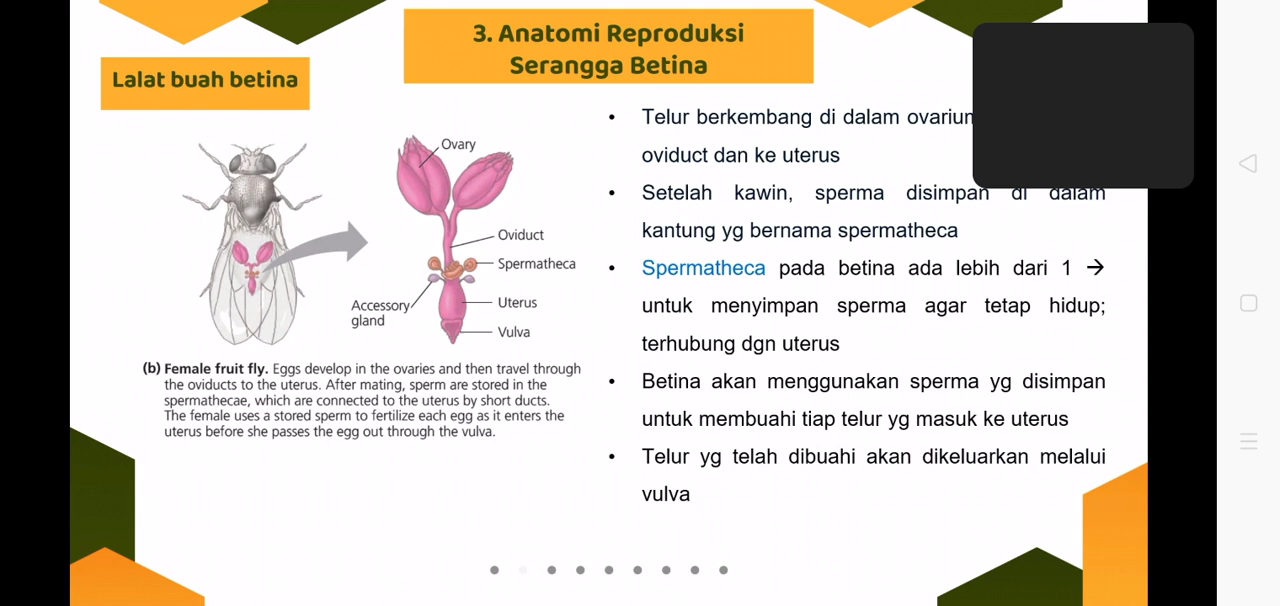 3. Anatomi Reproduksi
Serangga Betina
Lalat buah betina
Ovary
Oviduct
Spermatheca
Accessory
gland
Uterus
Vulva
(b) Female fruit fly. Eggs develop in the ovaries and then travel through
the oviducts to the uterus. After mating, sperm are stored in the
spermathecae, which are connected to the uterus by short ducts.
The female uses a stored sperm to fertilize each egg as it enters the
uterus before she passes the egg out through the vulva.
• Telur berkembang di dalam
oviduct dan ke uterus
• Setelah kawin, sperma disimpan di dalam
kantung yg bernama spermatheca
• Spermatheca pada betina ada lebih dari 1 →
untuk menyimpan sperma agar tetap hidup;
terhubung dgn uterus
• Betina akan menggunakan sperma yg disimpan
untuk membuahi tiap telur yg masuk ke uterus
• Telur yg telah dibuahi akan dikeluarkan melalui
vulva